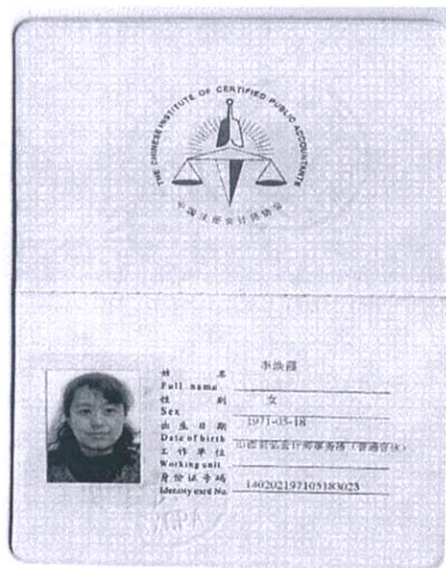 THE CHINESE INSTITUTE OF CERTIFIED PUBLIC ACCOUNTANTS
中国注册会计师协会
姓 名
Full name
李焕霞
性 别
Sex
女
出 生 日 期
Date of birth
1971-05-18
工 作 单 位
Working unit
会计师事务所（普通合伙）
身份证号码
Identity card No.
140202197105183023